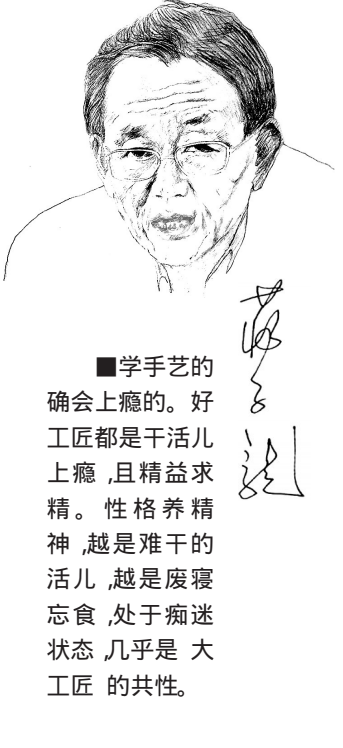 蒋子龙
■学手艺的
确会上瘾的。好
工匠都是干活儿
上瘾,且精益求
精。性格养精
神,越是难干的
活儿,越是废寝
忘食,处于痴迷
状态,几乎是 大
工匠 的共性。